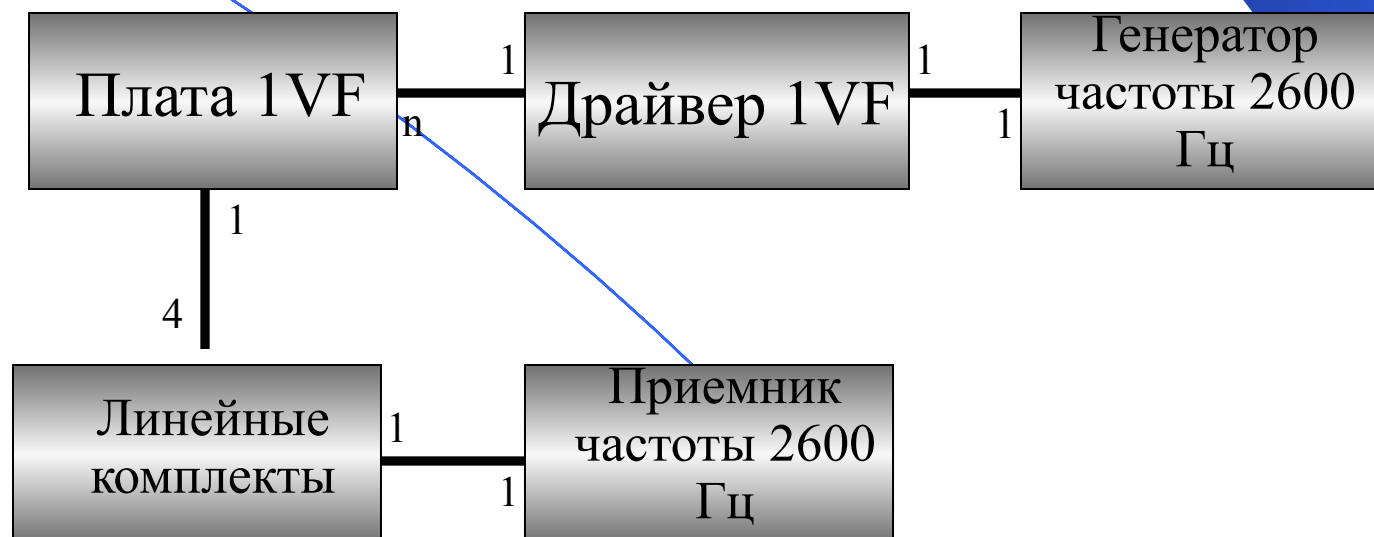 Плата 1VF
1
Драйвер 1VF
1
Генератор
частоты 2600
Гц
n
1
1
4
Линейные
комплекты
1
1
Приемник
частоты 2600
Гц